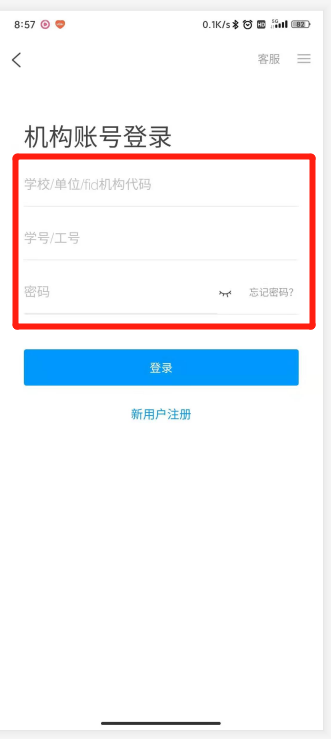 8:57 0.1K/s HD 5G 82
客服
机构账号登录
学校/单位/fid机构代码
学号/工号
密码 忘记密码?
登录
新用户注册